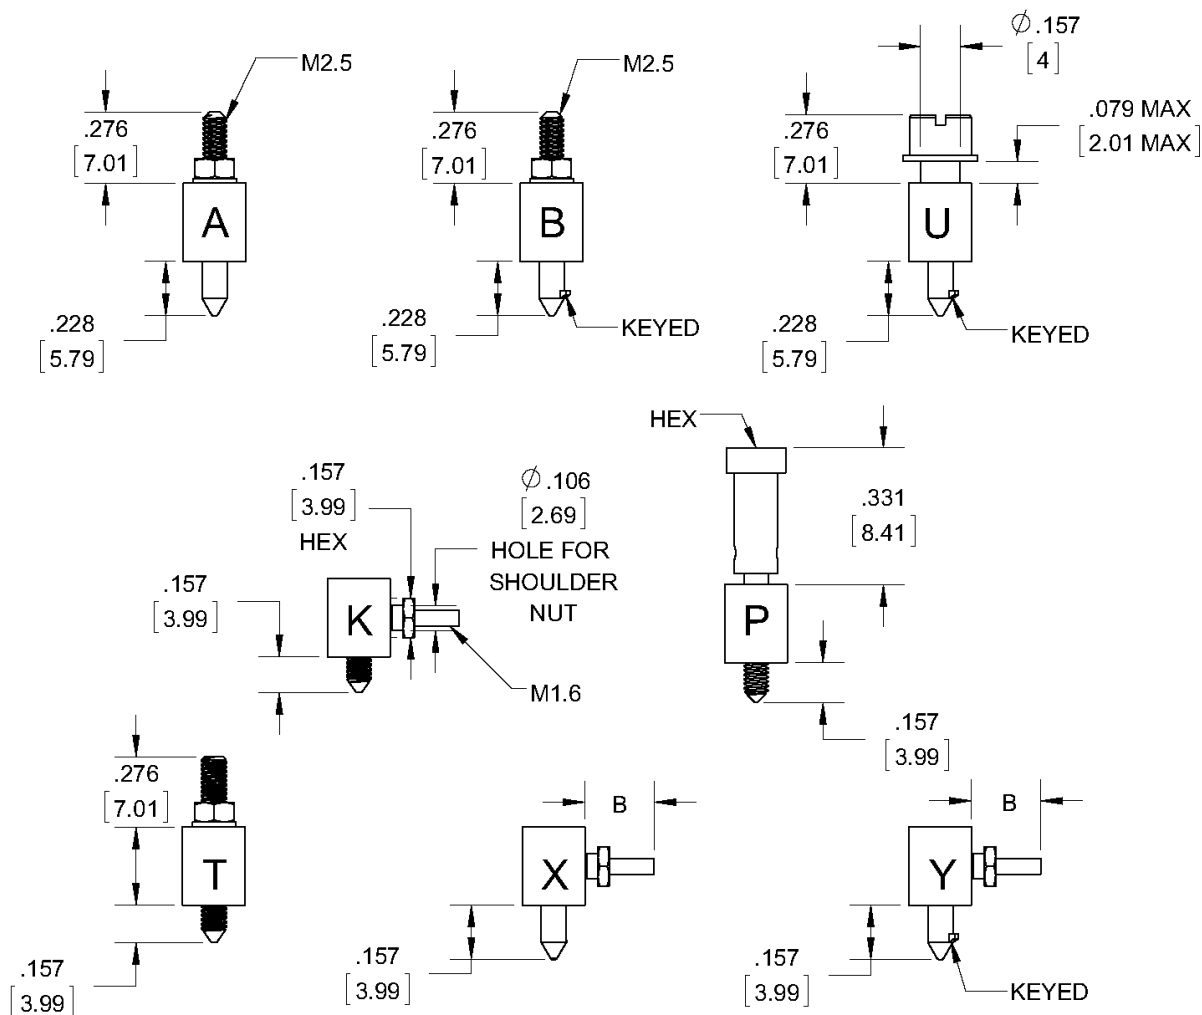 M2.5
.276
[7.01]
A
.228
[5.79]
M2.5
.276
[7.01]
B
.228
[5.79]
KEYED
∅ .157
[4]
.079 MAX
[2.01 MAX]
.276
[7.01]
U
.228
[5.79]
KEYED
.157
[3.99]
HEX
∅ .106
[2.69]
HOLE FOR
SHOULDER
NUT
.157
[3.99]
K
M1.6
HEX
.331
[8.41]
P
.157
[3.99]
.276
[7.01]
T
.157
[3.99]
B
X
.157
[3.99]
B
Y
.157
[3.99]
KEYED